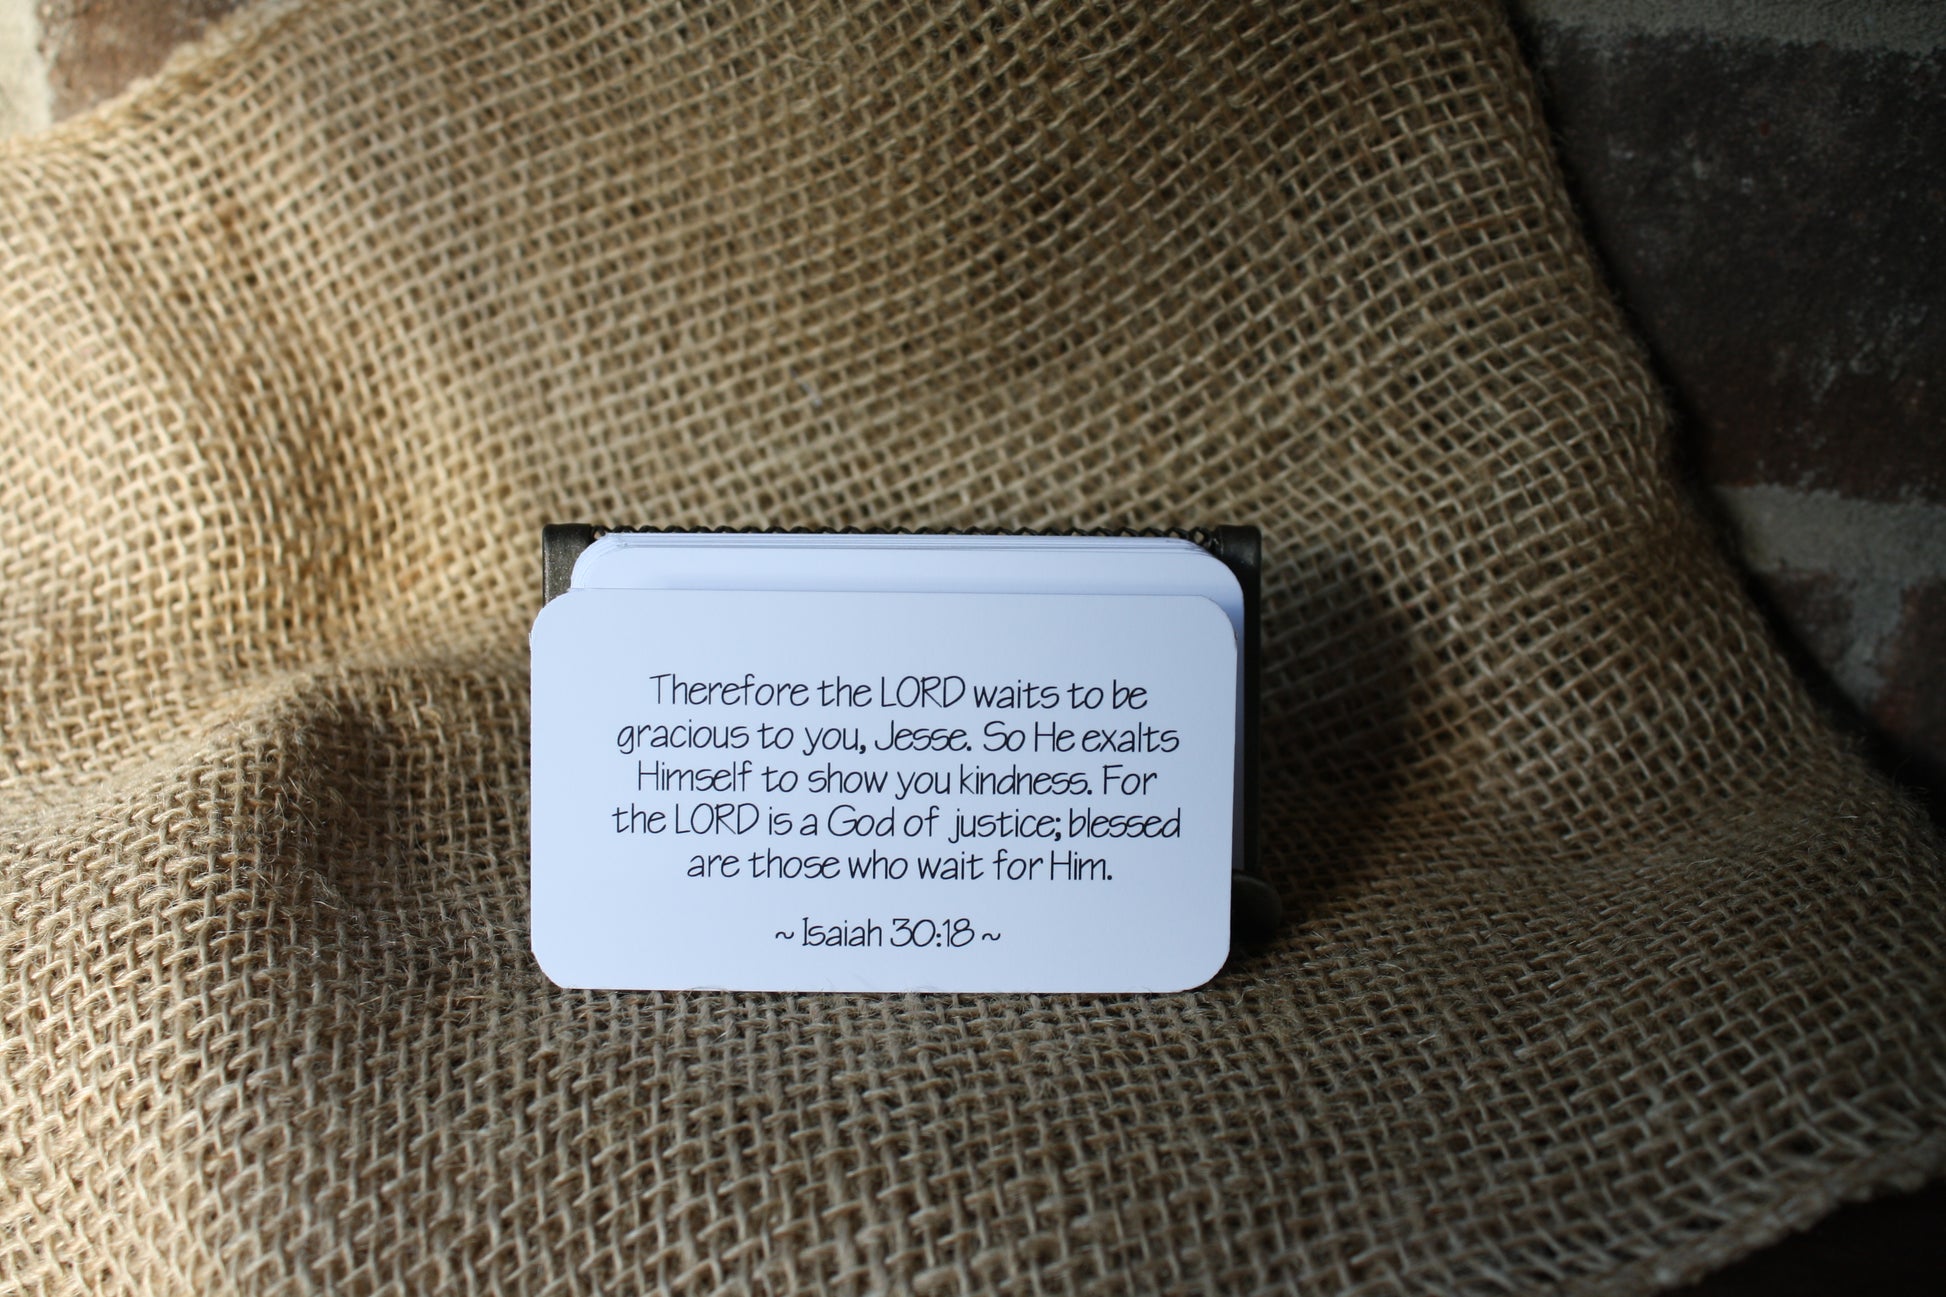 Therefore the LORD waits to be
gracious to you, Jesse. So He exalts
Himself to show you kindness. For
the LORD is a God of justice; blessed
are those who wait for Him.
~ Isaiah 30:18 ~